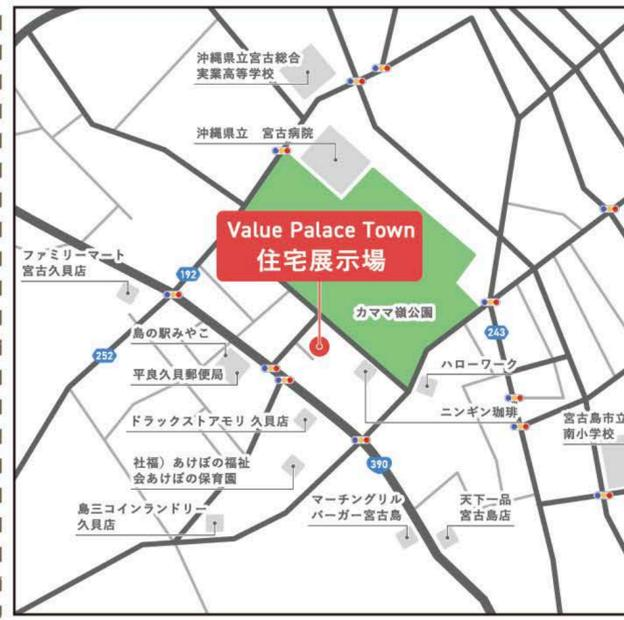 沖縄県立宮古総合
実業高等学校
沖縄県立　宮古病院
Value Palace Town
住宅展示場
ファミリーマート
宮古久貝店
192
カママ嶺公園
243
島の駅みやこ
252
平良久貝郵便局
ハローワーク
ニンギン珈琲
ドラックストアモリ 久貝店
宮古島市立
南小学校
社福）あけぼの福祉
会あけぼの保育園
390
島三コインランドリー
久貝店
マーチングリル
バーガー宮古島
天下一品
宮古島店